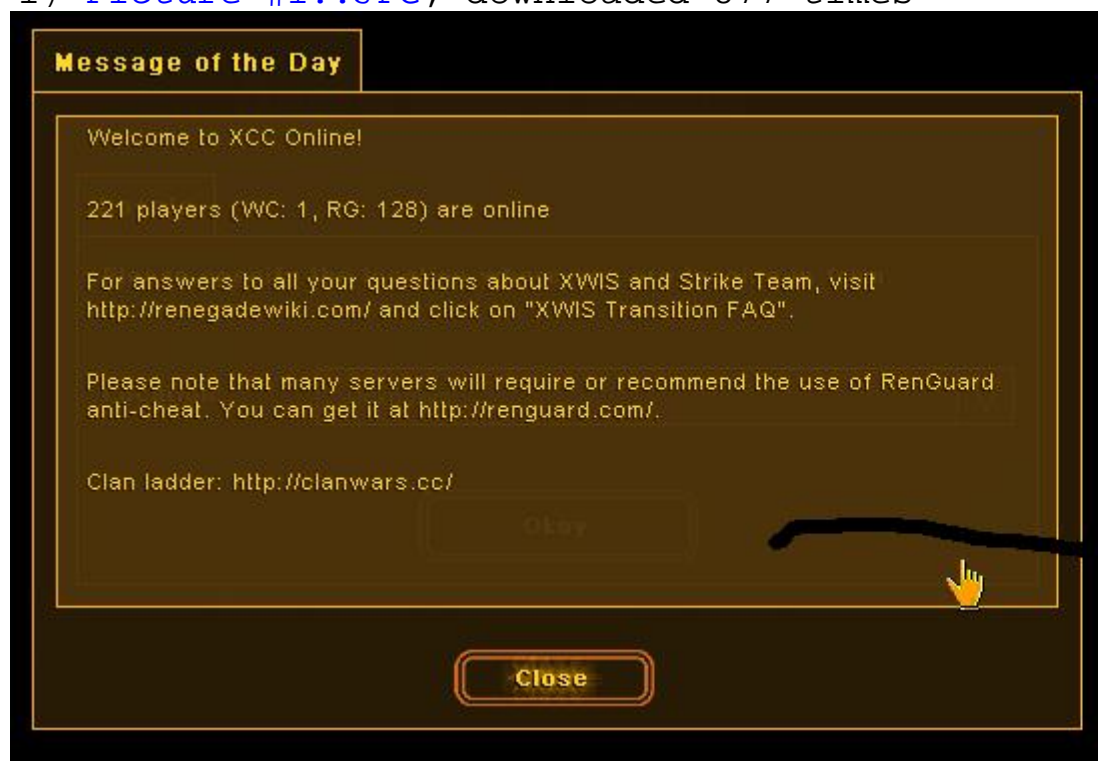 Message of the Day
Welcome to XCC Online!
221 players (WC: 1, RG: 128) are online
For answers to all your questions about XWIS and Strike Team, visit
http://renegadewiki.com/ and click on "XWIS Transition FAQ".
Please note that many servers will require or recommend the use of RenGuard
anti-cheat. You can get it at http://renguard.com/.
Clan ladder: http://clanwars.cc/
Okay
Close